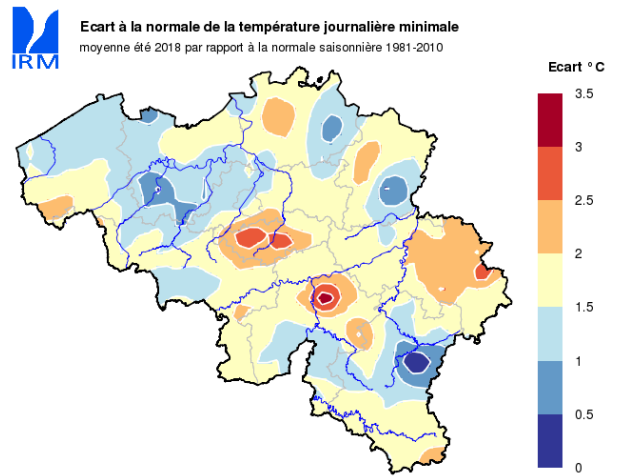 Ecart à la normale de la température journalière minimale
moyenne été 2018 par rapport à la normale saisonnière 1981-2010
IRM
Ecart °C
3.5
3
2.5
2
1.5
1
0.5
0